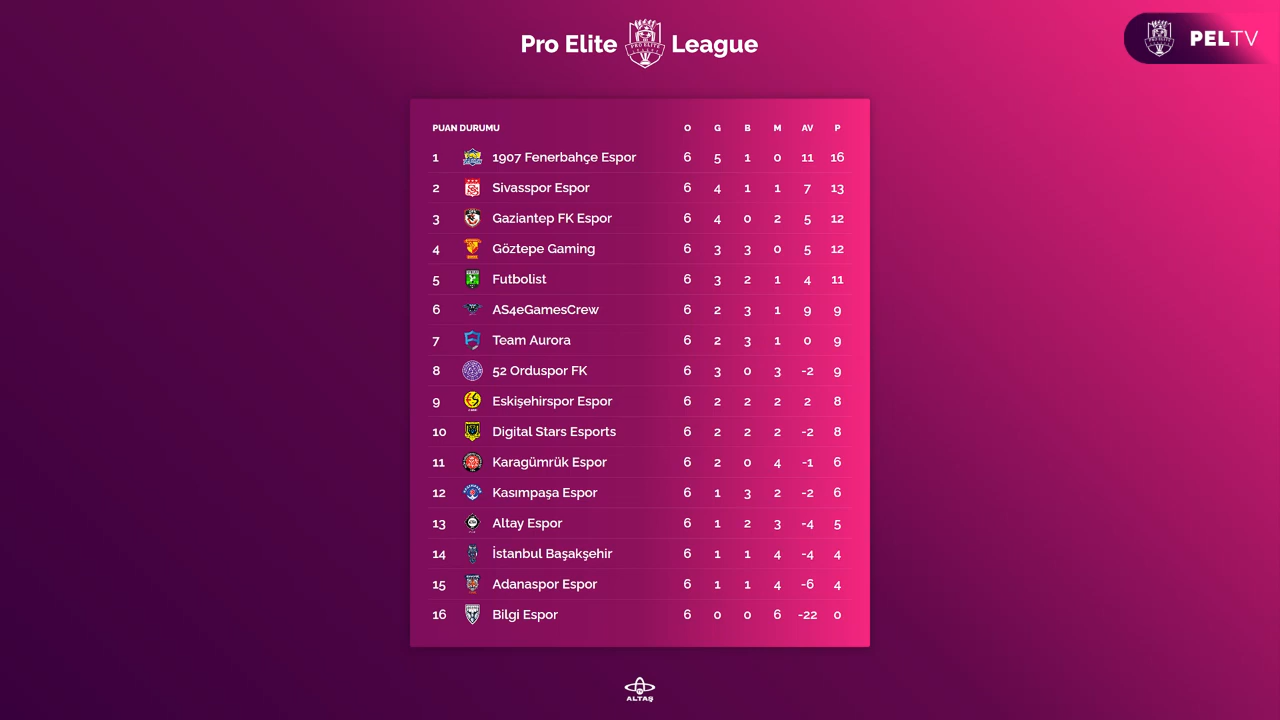 Pro Elite League
PRO ELITE
LEAGUE
PELTV
PUAN DURUMU O G B M AV P
1 1907 Fenerbahçe Espor 6 5 1 0 11 16
2 Sivasspor Espor 6 4 1 1 7 13
3 Gaziantep FK Espor 6 4 0 2 5 12
4 Göztepe Gaming 6 3 3 0 5 12
5 Futbolist 6 3 2 1 4 11
6 AS4eGamesCrew 6 2 3 1 9 9
7 Team Aurora 6 2 3 1 0 9
8 52 Orduspor FK 6 3 0 3 -2 9
9 Eskişehirspor Espor 6 2 2 2 2 8
10 Digital Stars Esports 6 2 2 2 -2 8
11 Karagümrük Espor 6 2 0 4 -1 6
12 Kasımpaşa Espor 6 1 3 2 -2 6
13 Altay Espor 6 1 2 3 -4 5
14 İstanbul Başakşehir 6 1 1 4 -4 4
15 Adanaspor Espor 6 1 1 4 -6 4
16 Bilgi Espor 6 0 0 6 -22 0
ALTAŞ